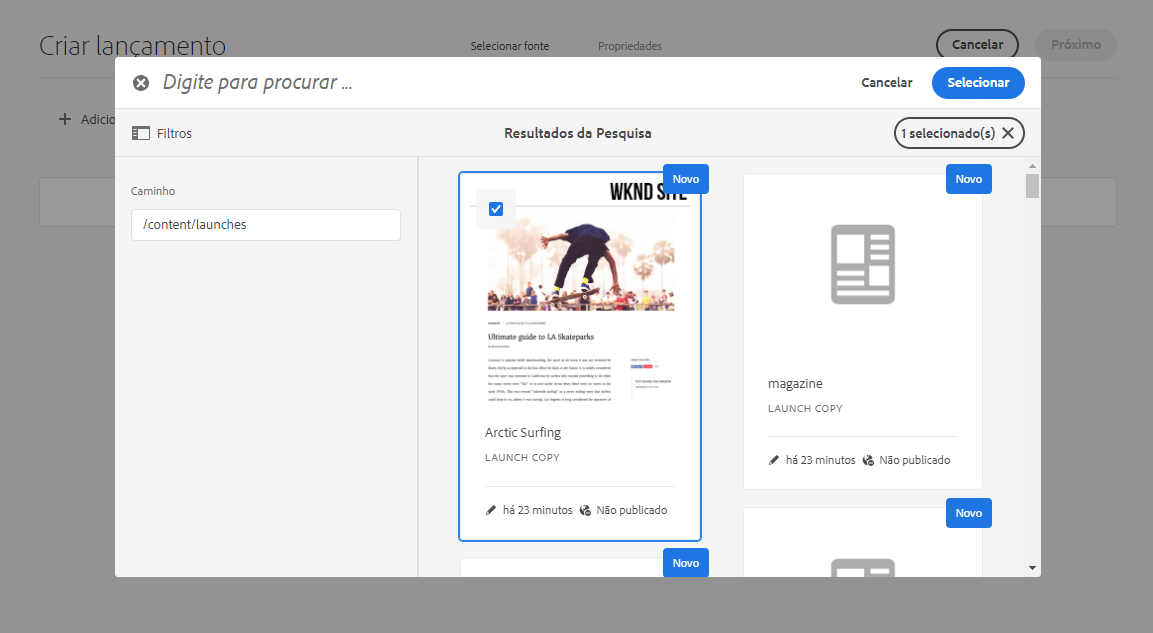 Criar lançamento
Selecionar fonte
Propriedades
Cancelar
Próximo
Digite para procurar ...
Cancelar
Selecionar
Adicio
Filtros
Resultados da Pesquisa
1 selecionado(s)
Caminho
/content/launches
Novo
WKND SITE
Ultimate guide to LA Skateparks
Arctic Surfing
LAUNCH COPY
há 23 minutos
Não publicado
Novo
magazine
LAUNCH COPY
há 23 minutos
Não publicado
Novo
Novo